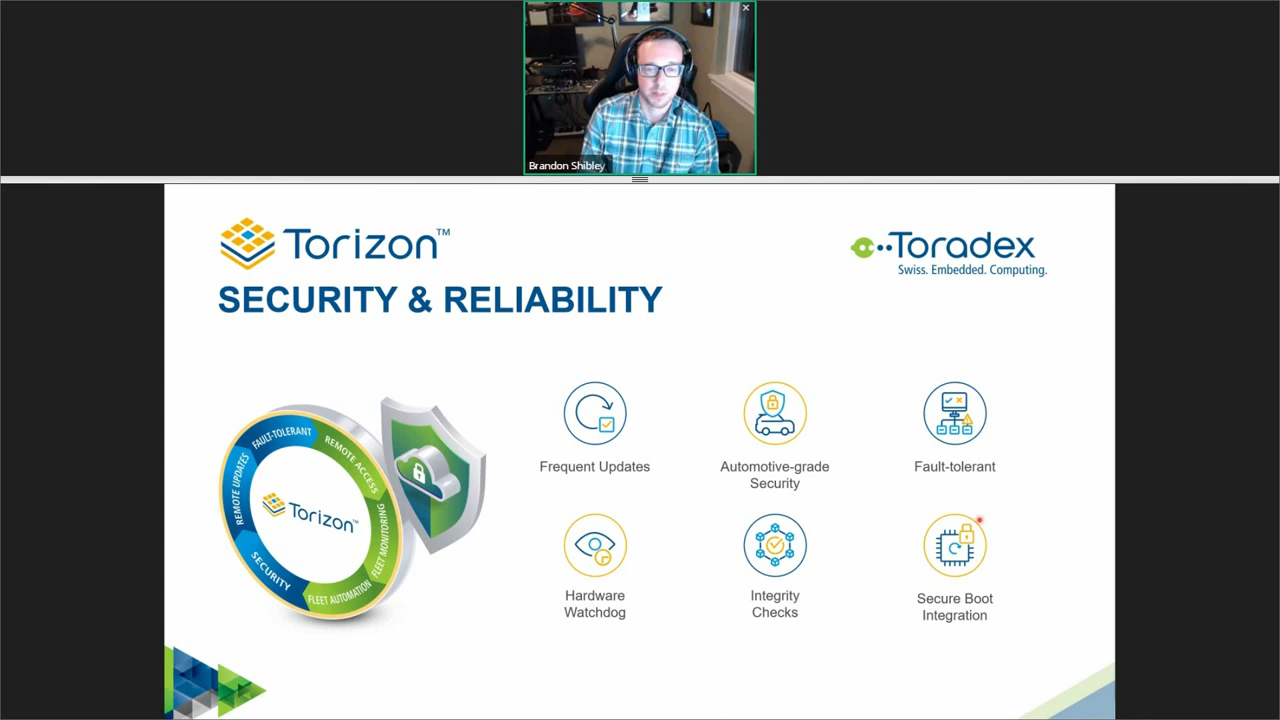 Brandon Shibley
Torizon™
Toradex
Swiss. Embedded. Computing.
SECURITY & RELIABILITY
FAULT-TOLERANT
REMOTE ACCESS
REMOTE UPDATES
FLEET MONITORING
Torizon™
SECURITY
FLEET AUTOMATION
Frequent Updates
Automotive-grade
Security
Fault-tolerant
Hardware
Watchdog
Integrity
Checks
Secure Boot
Integration